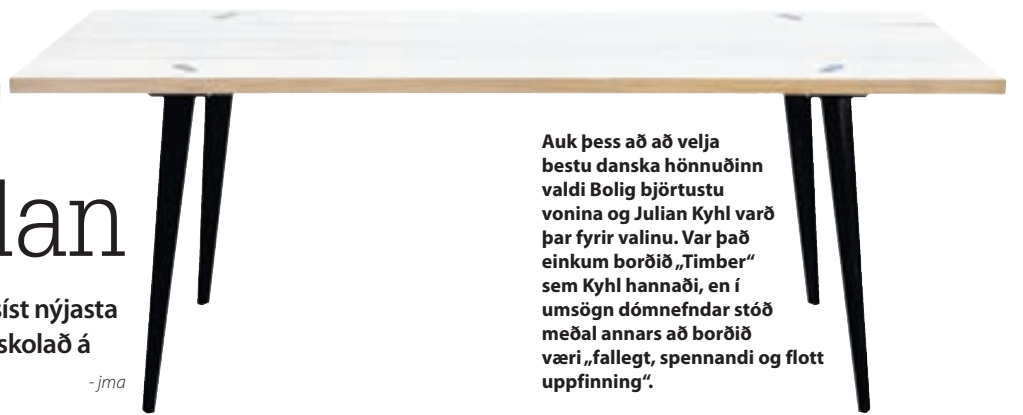 lan
síst nýjasta
skolað á
- jma
Auk þess að að velja
bestu danska hönnuðinn
valdi Bolig björtustu
vonina og Julian Kyhl varð
þar fyrir valinu. Var það
einkum borðið „Timber“
sem Kyhl hannaði, en í
umsögn dómnefndar stóð
meðal annars að borðið
væri „fallegt, spennandi og flott
uppfinning“.